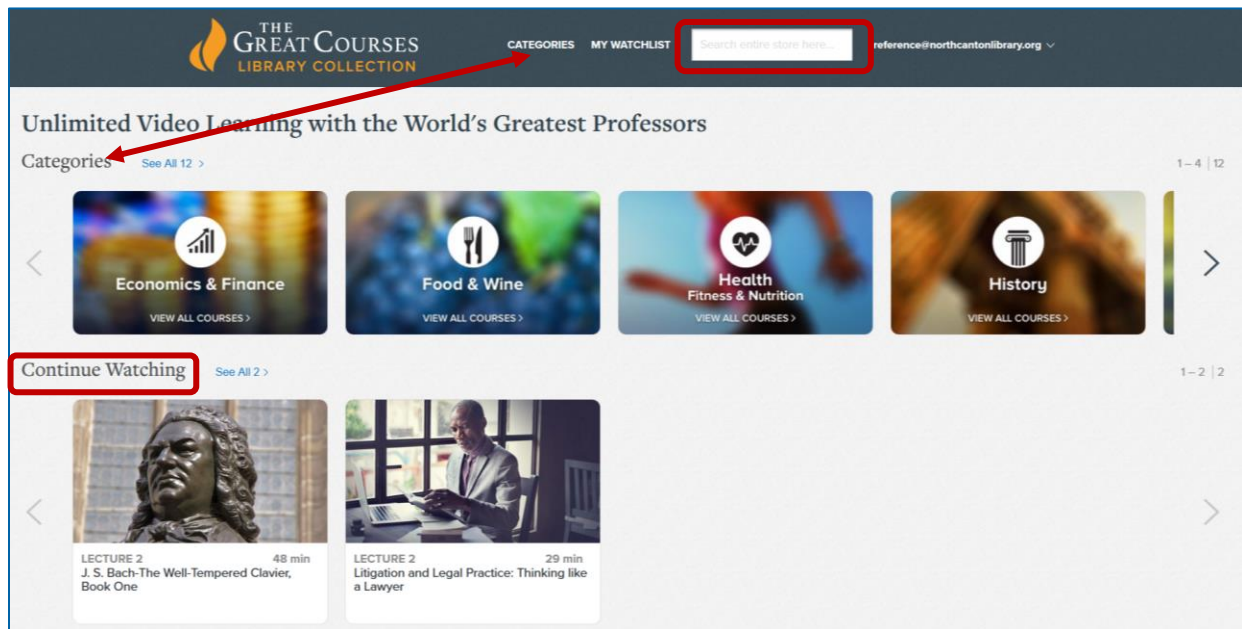 THE
GREAT COURSES
LIBRARY COLLECTION
CATEGORIES MY WATCHLIST Search entire store here... reference@northcantonlibrary.org
Unlimited Video Learning with the World's Greatest Professors
Categories See All 12 > 1 – 4 | 12
Economics & Finance
VIEW ALL COURSES >
Food & Wine
VIEW ALL COURSES >
Health
Fitness & Nutrition
VIEW ALL COURSES >
History
VIEW ALL COURSES >
Continue Watching See All 2 > 1 – 2 | 2
LECTURE 2 48 min
J. S. Bach-The Well-Tempered Clavier,
Book One
LECTURE 2 29 min
Litigation and Legal Practice: Thinking like
a Lawyer